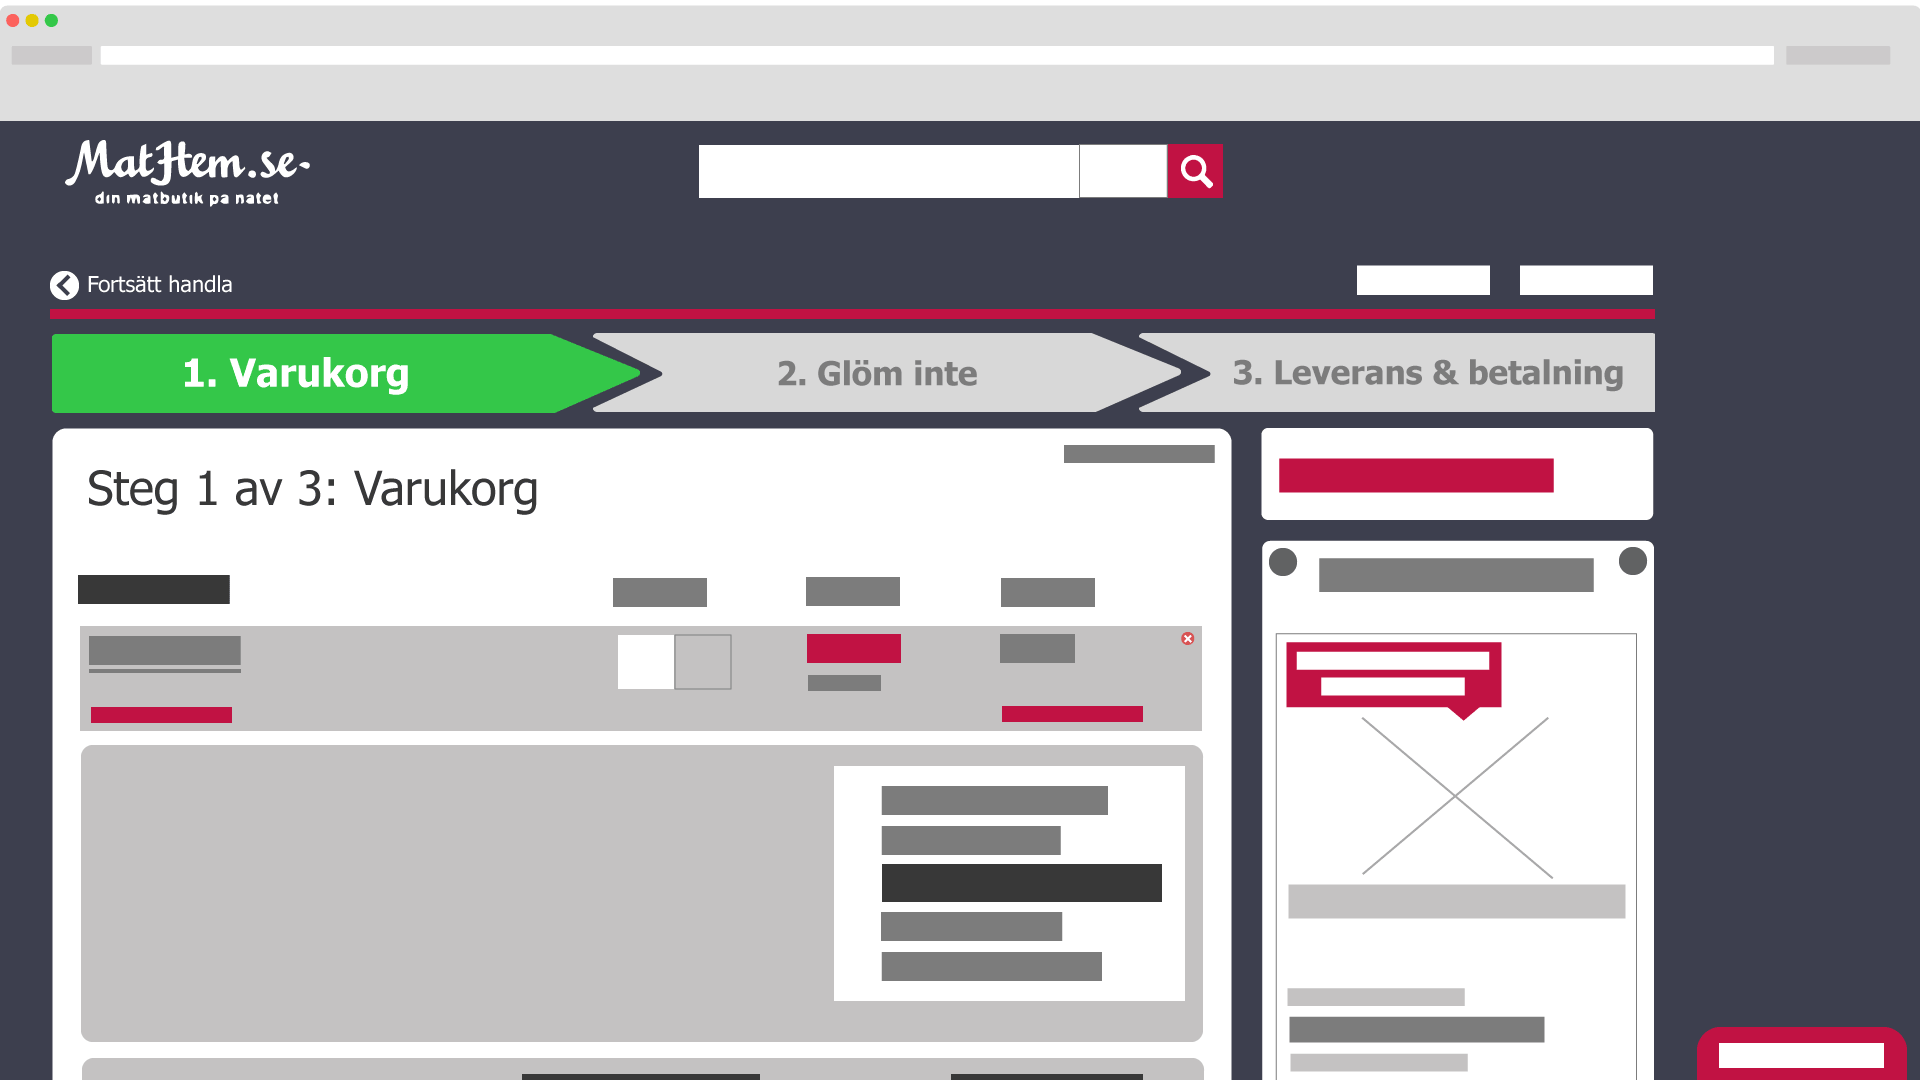 MatHem.se
din matbutik på natet
Fortsätt handla
1. Varukorg
2. Glöm inte
3. Leverans & betalning
Steg 1 av 3: Varukorg